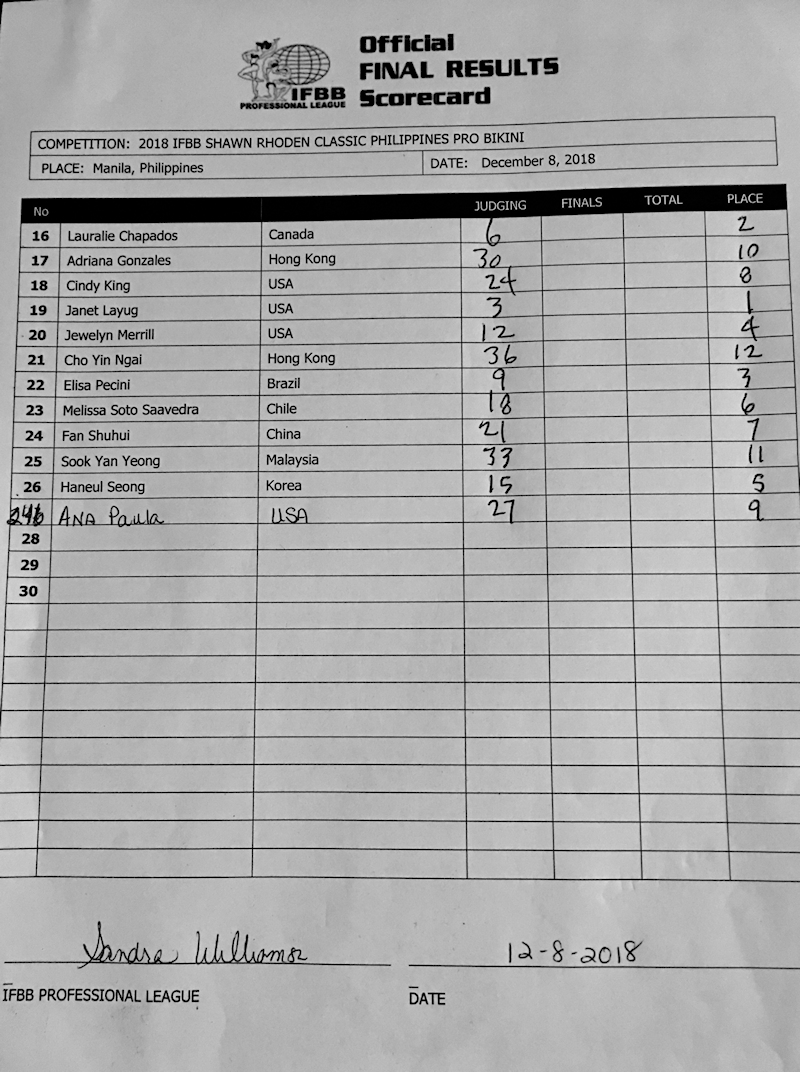 Official
FINAL RESULTS
Scorecard
IFBB
PROFESSIONAL LEAGUE
COMPETITION: 2018 IFBB SHAWN RHODEN CLASSIC PHILIPPINES PRO BIKINI
PLACE: Manila, Philippines DATE: December 8, 2018
No JUDGING FINALS TOTAL PLACE
16 Lauralie Chapados Canada 6 2
17 Adriana Gonzales Hong Kong 30 10
18 Cindy King USA 24 8
19 Janet Layug USA 3 1
20 Jewelyn Merrill USA 12 4
21 Cho Yin Ngai Hong Kong 36 12
22 Elisa Pecini Brazil 9 3
23 Melissa Soto Saavedra Chile 18 6
24 Fan Shuhui China 21 7
25 Sook Yan Yeong Malaysia 33 11
26 Haneul Seong Korea 15 5
ANA Paula USA 27 9
28
29
30
Sandra Williams 12-8-2018
IFBB PROFESSIONAL LEAGUE DATE